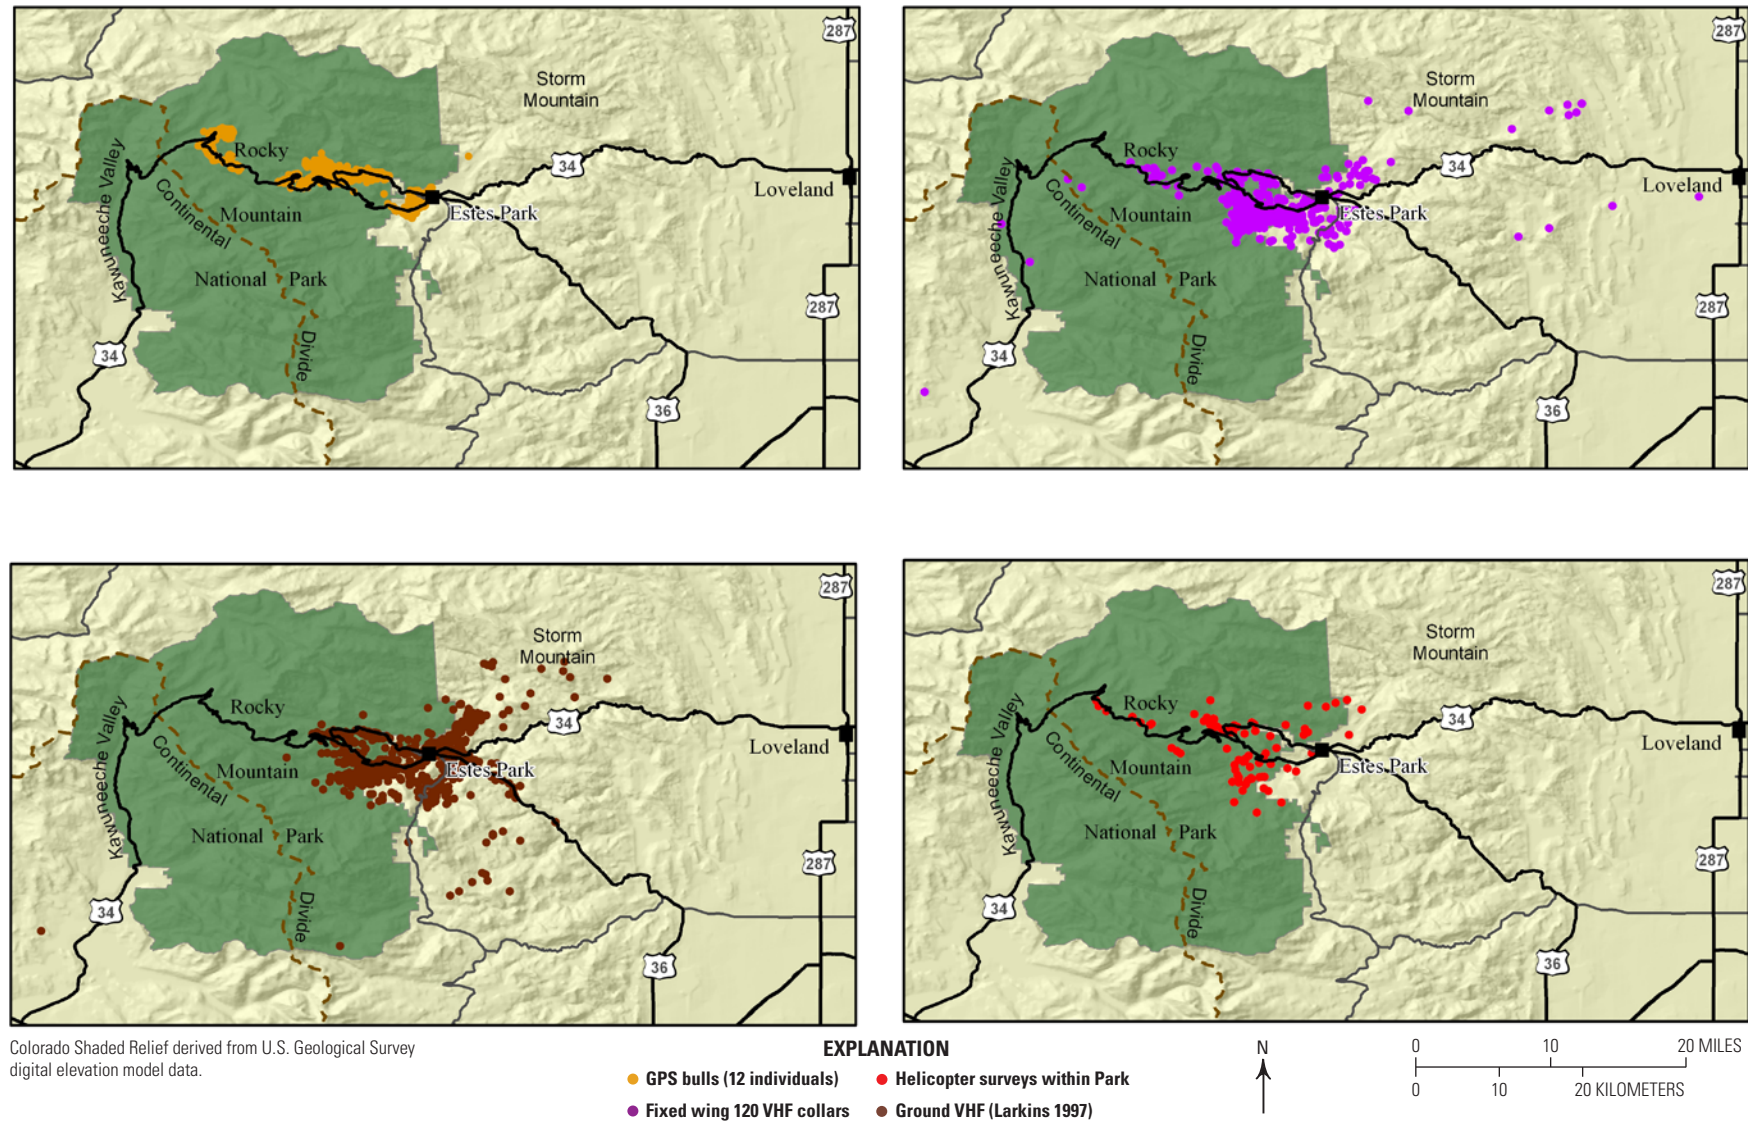 287
Storm
Mountain
Rocky
34
Loveland
Kawuneeche Valley
Continental
Mountain
Estes Park
National Park
Divide
287
34
36
287
Storm
Mountain
Rocky
34
Loveland
Kawuneeche Valley
Continental
Mountain
Estes Park
National Park
Divide
287
34
36
287
Storm
Mountain
Rocky
34
Loveland
Kawuneeche Valley
Continental
Mountain
Estes Park
National Park
Divide
287
34
36
287
Storm
Mountain
Rocky
34
Loveland
Kawuneeche Valley
Continental
Mountain
Estes Park
National Park
Divide
287
34
36
Colorado Shaded Relief derived from U.S. Geological Survey
digital elevation model data.
EXPLANATION
GPS bulls (12 individuals)
Helicopter surveys within Park
Fixed wing 120 VHF collars
Ground VHF (Larkins 1997)
N
0 10 20 MILES
0 10 20 KILOMETERS